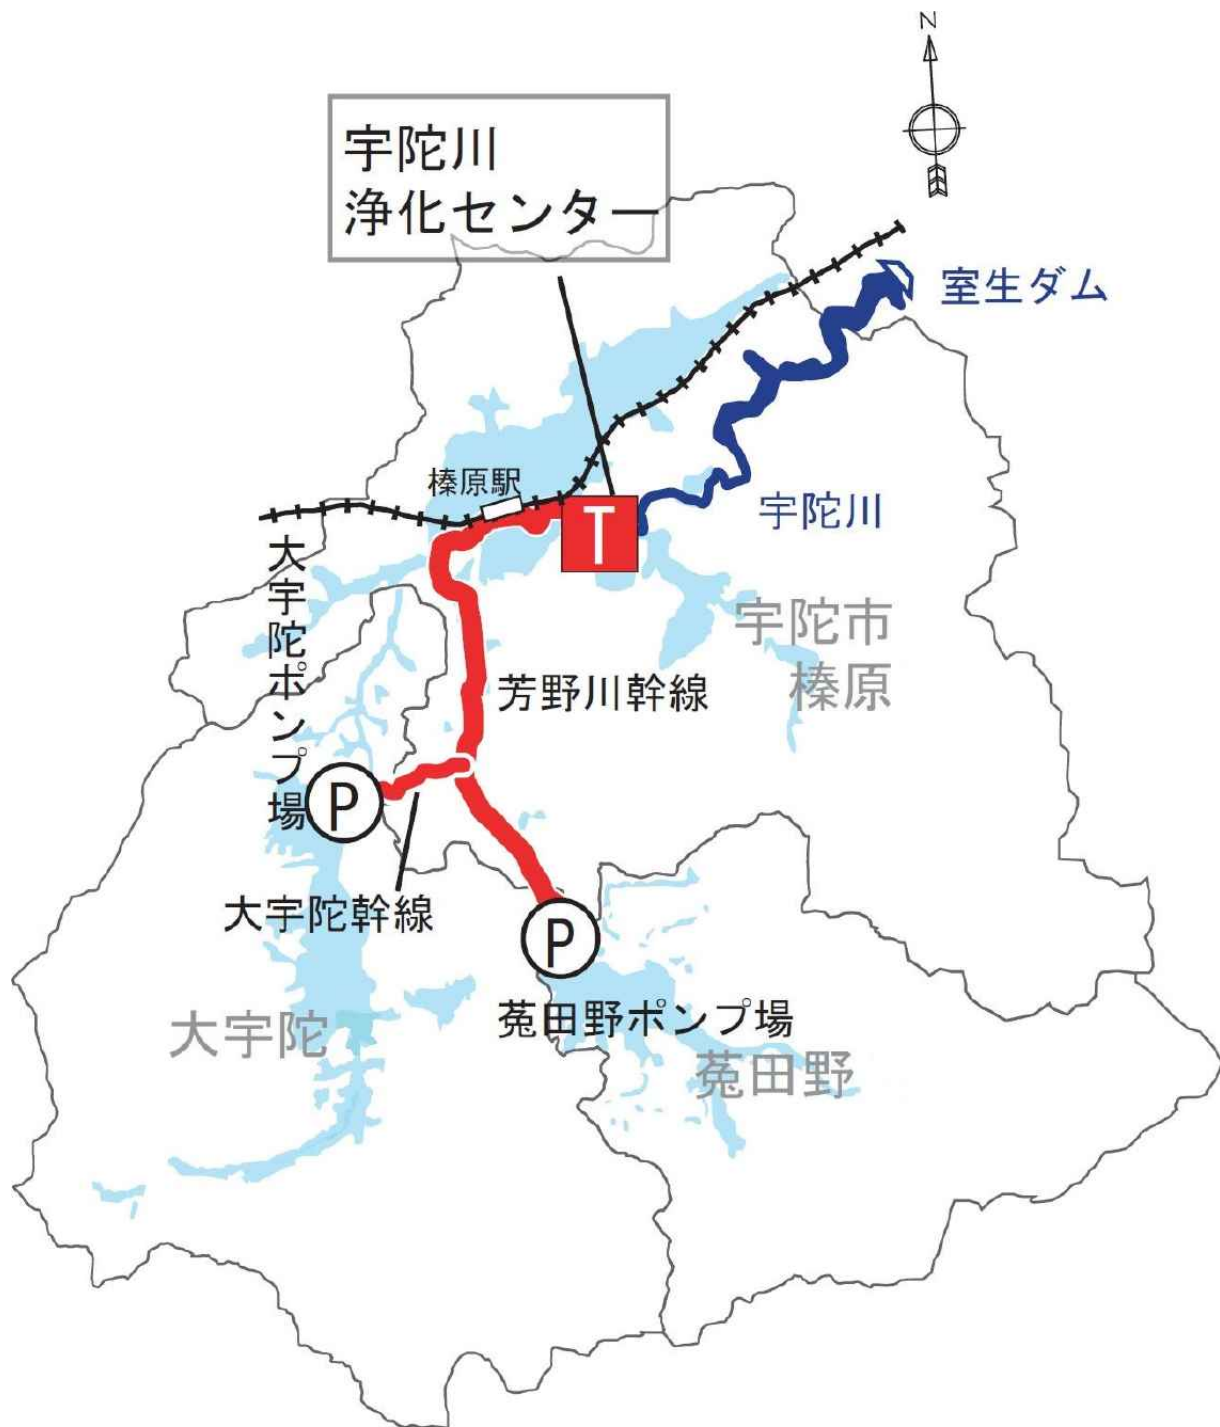 N
宇陀川
浄化センター
室生ダム
榛原駅
T
宇陀川
大宇陀ポンプ場
宇陀市
榛原
芳野川幹線
P
大宇陀幹線
P
菟田野ポンプ場
大宇陀
菟田野